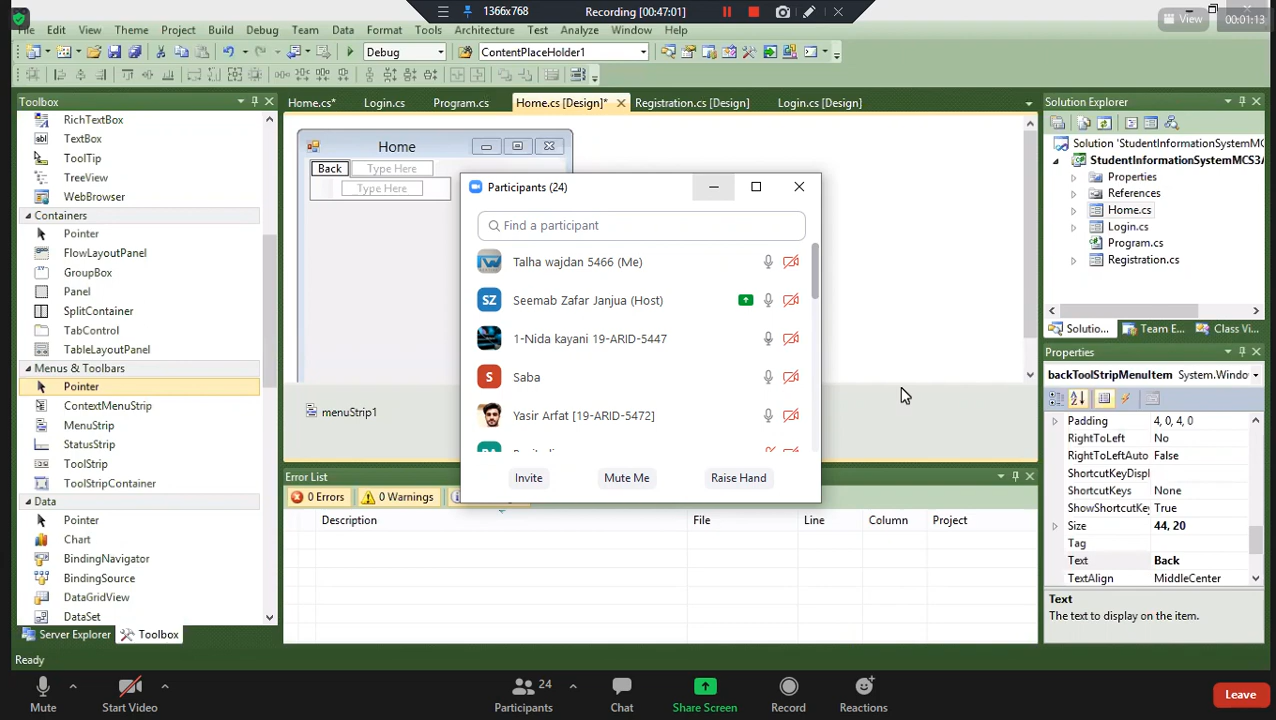 1366x768
Recording [00:47:01]
View
00:01:13
File Edit View Theme Project Build Debug Team Data Format Tools Architecture Test Analyze Window Help
Debug
ContentPlaceHolder1
Toolbox
Home.cs*
Login.cs
Program.cs
Home.cs [Design]*
Registration.cs [Design]
Login.cs [Design]
Solution Explorer
RichTextBox
TextBox
ToolTip
TreeView
WebBrowser
Containers
Pointer
FlowLayoutPanel
GroupBox
Panel
SplitContainer
TabControl
TableLayoutPanel
Menus & Toolbars
Pointer
ContextMenuStrip
MenuStrip
StatusStrip
ToolStrip
ToolStripContainer
Data
Pointer
Chart
BindingNavigator
BindingSource
DataGridView
DataSet
Server Explorer
Toolbox
Home
Back
Type Here
Type Here
menuStrip1
Participants (24)
Find a participant
Talha wajdan 5466 (Me)
SZ
Seemab Zafar Janjua (Host)
1-Nida kayani 19-ARID-5447
S
Saba
Yasir Arfat [19-ARID-5472]
Invite
Mute Me
Raise Hand
Error List
0 Errors
0 Warnings
Description
File
Line
Column
Project
Solution 'StudentInformationSystemMCS3A
StudentInformationSystemMCS3A
Properties
References
Home.cs
Login.cs
Program.cs
Registration.cs
Solutio...
Team E...
Class Vi...
Properties
backToolStripMenuItem System.Windo
Padding 4, 0, 4, 0
RightToLeft No
RightToLeftAuto False
ShortcutKeyDispl
ShortcutKeys None
ShowShortcutKey True
Size 44, 20
Tag
Text Back
TextAlign MiddleCenter
Text
The text to display on the item.
Ready
Mute
Start Video
24
Participants
Chat
Share Screen
Record
Reactions
Leave